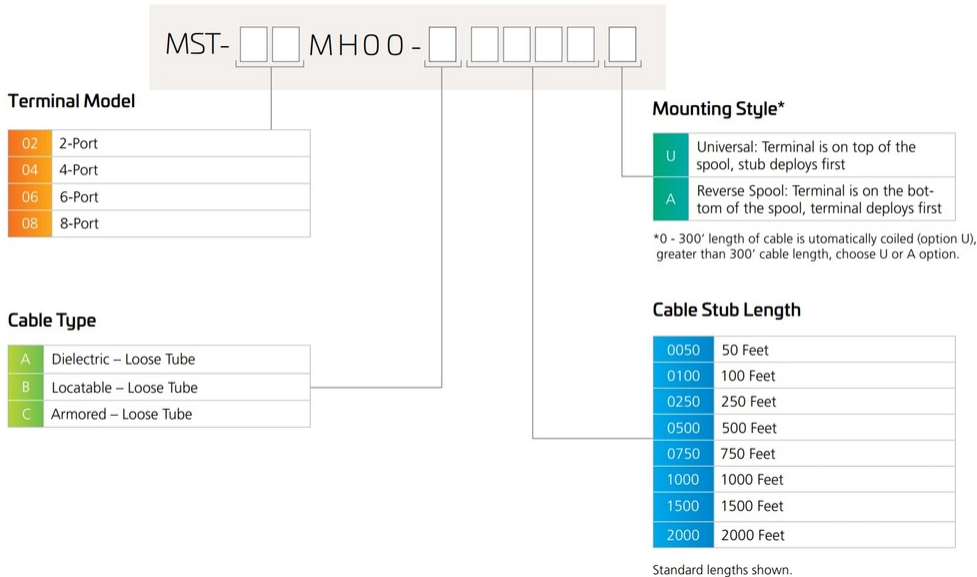 MST- MH00 -
Terminal Model
02 2-Port
04 4-Port
06 6-Port
08 8-Port
Cable Type
A Dielectric – Loose Tube
B Locatable – Loose Tube
C Armored – Loose Tube
Mounting Style*
U Universal: Terminal is on top of the
spool, stub deploys first
A Reverse Spool: Terminal is on the bot-
tom of the spool, terminal deploys first
*0 - 300’ length of cable is utomatically coiled (option U),
greater than 300’ cable length, choose U or A option.
Cable Stub Length
0050 50 Feet
0100 100 Feet
0250 250 Feet
0500 500 Feet
0750 750 Feet
1000 1000 Feet
1500 1500 Feet
2000 2000 Feet
Standard lengths shown.